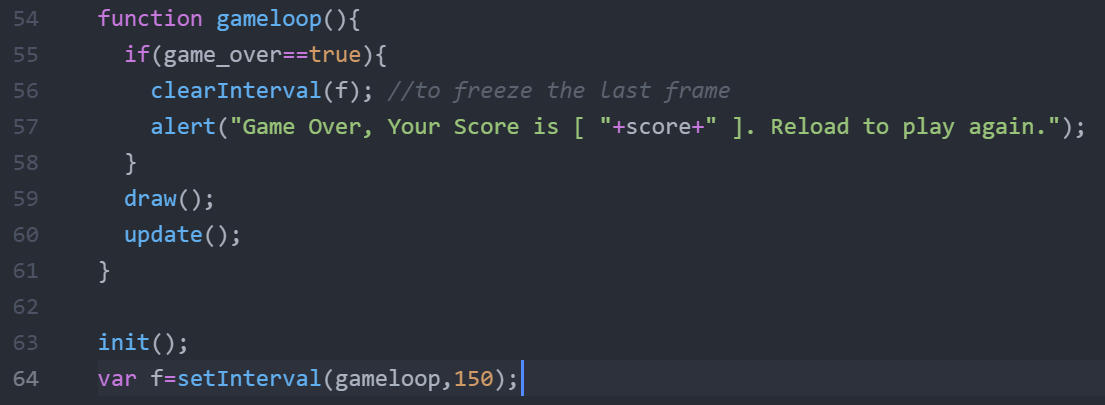 54 function gameloop(){
55 if(game_over==true){
56 clearInterval(f); //to freeze the last frame
57 alert("Game Over, Your Score is [ "+score+" ]. Reload to play again.");
58 }
59 draw();
60 update();
61 }
62
63 init();
64 var f=setInterval(gameloop,150);